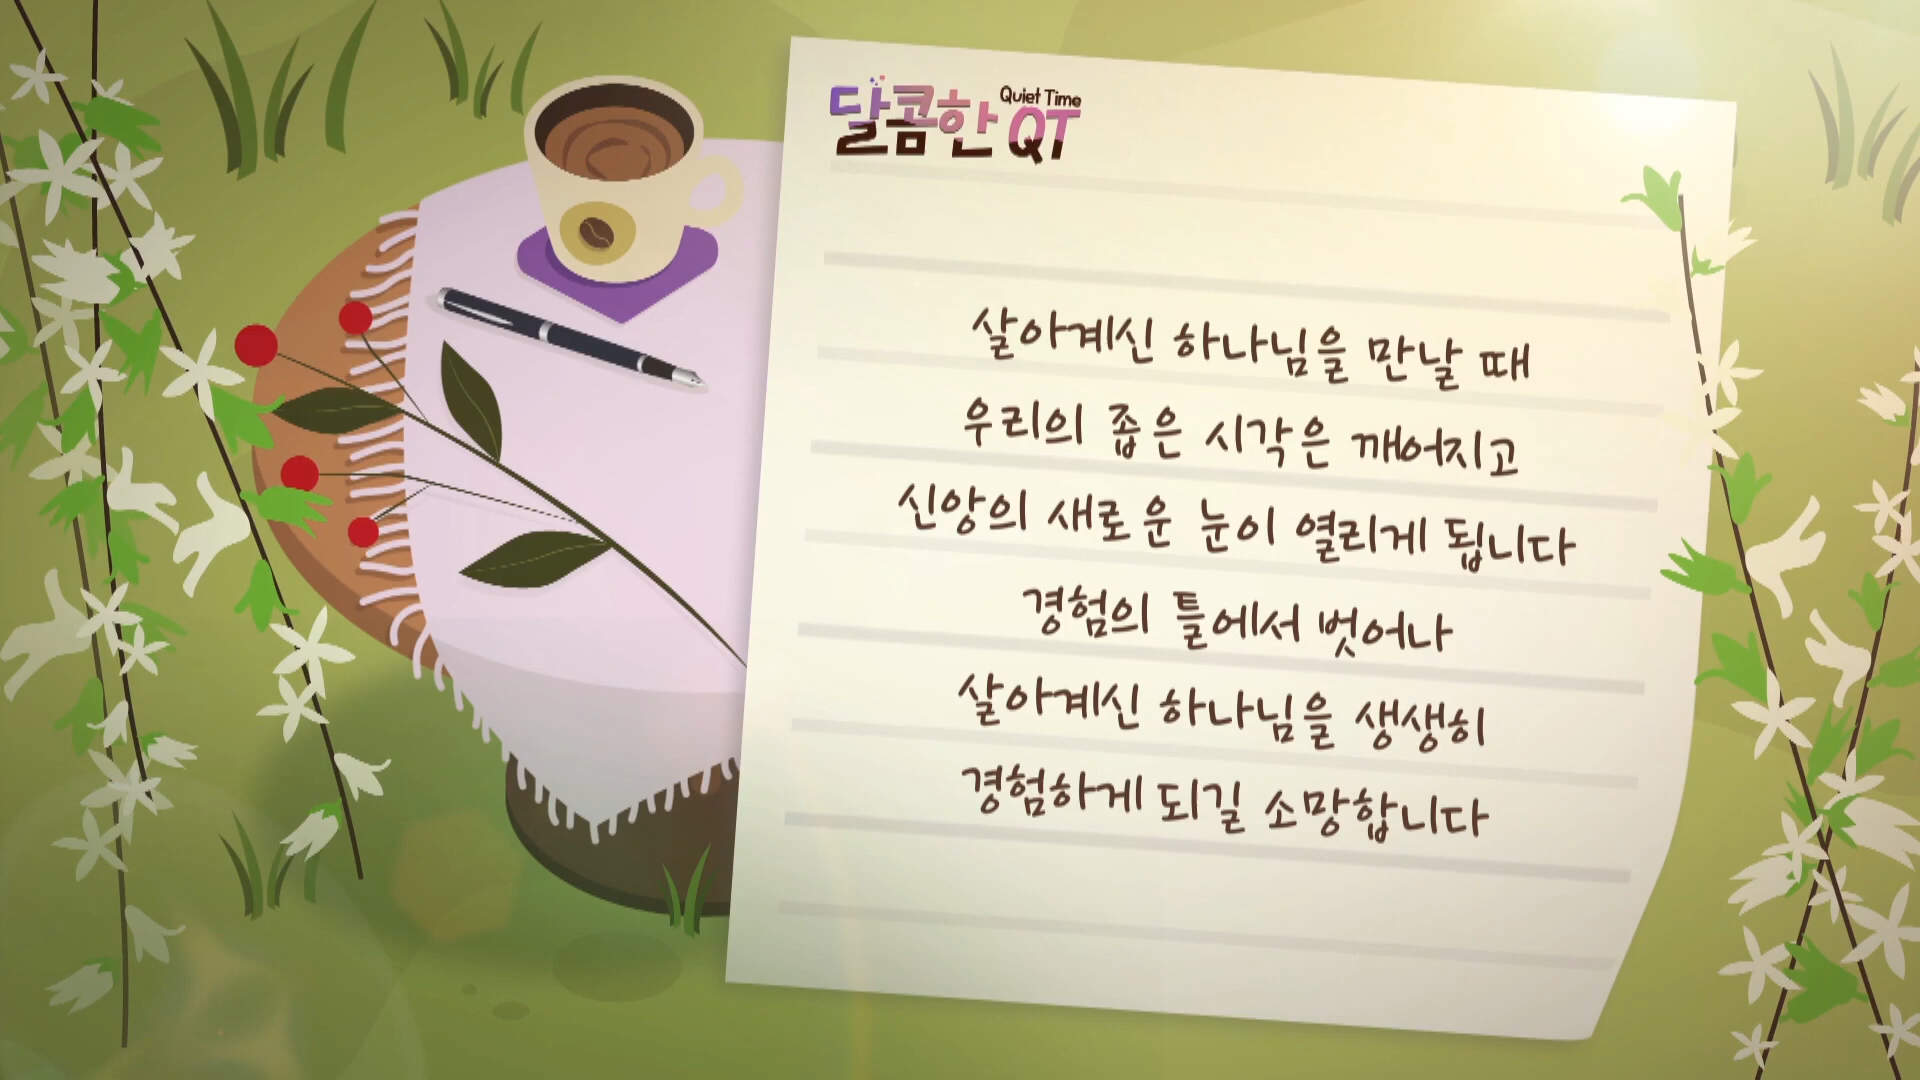 달콤한 QT
Quiet Time
살아계신 하나님을 만날 때
우리의 좁은 시각은 깨어지고
신앙의 새로운 눈이 열리게 됩니다
경험의 틀에서 벗어나
살아계신 하나님을 생생히
경험하게 되길 소망합니다